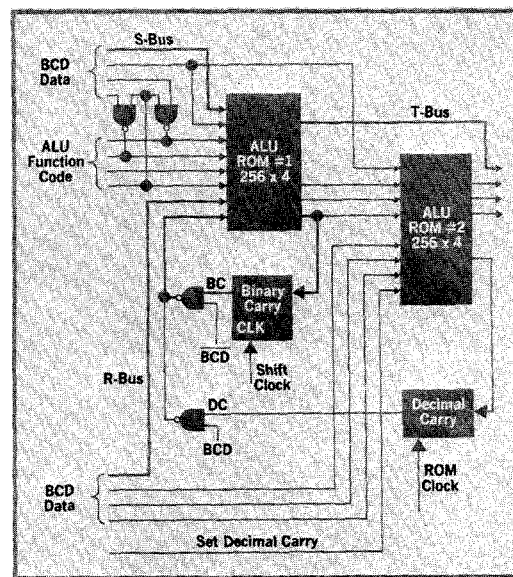 S-Bus
BCD
Data
ALU
Function
Code
ALU
ROM #1
256 x 4
T-Bus
ALU
ROM #2
256 x 4
BC
Binary
Carry
CLK
BCD
Shift
Clock
R-Bus
DC
Decimal
Carry
BCD
ROM
Clock
BCD
Data
Set Decimal Carry